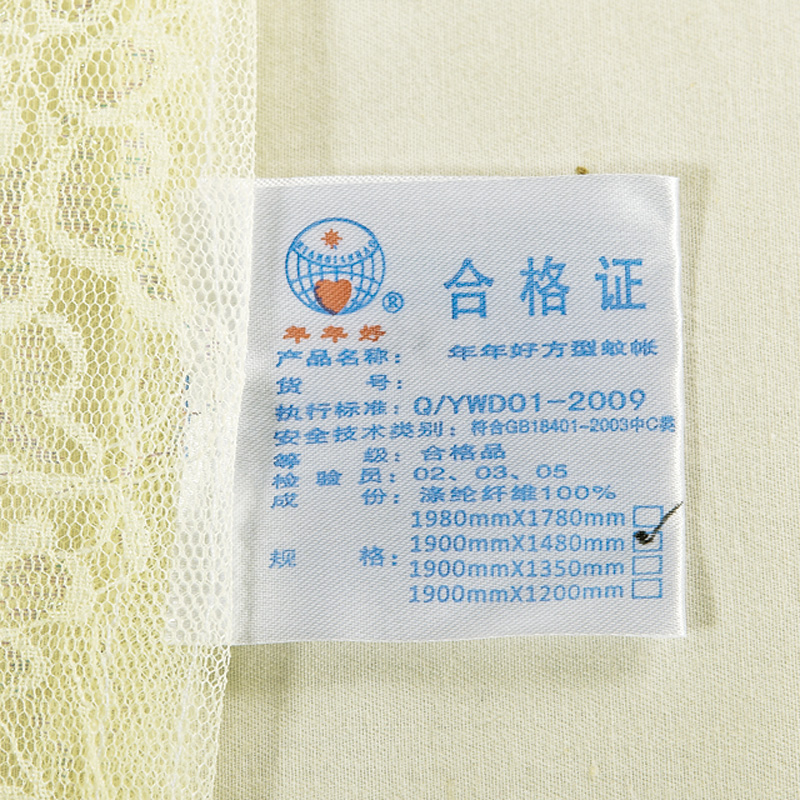 NIANNIANHAO
®
合格证
年年好
产品名称： 年年好方型蚊帐
货 号：
执行标准：Q/YWD01-2009
安全技术类别：符合GB18401-2003中C类
等 级：合格品
检 验 员：02、03、05
成 份：涤纶纤维100%
1980mmX1780mm
1900mmX1480mm
规 格：
1900mmX1350mm
1900mmX1200mm